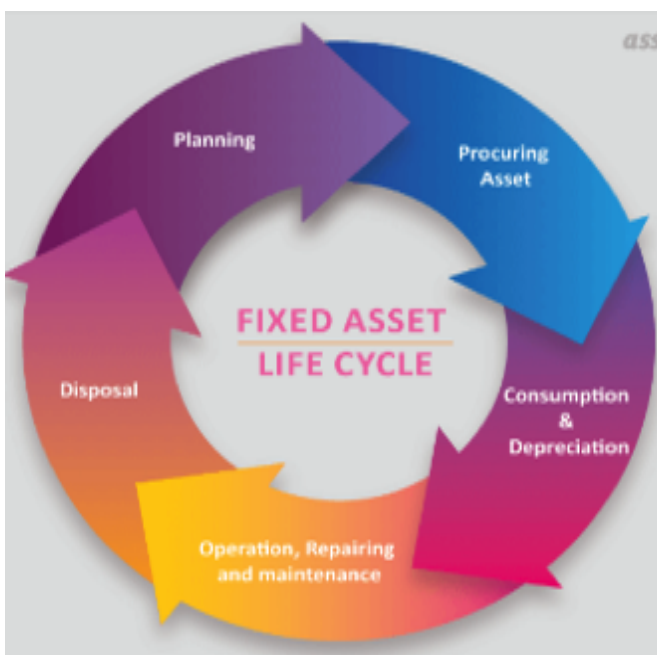 Planning
Procuring
Asset
FIXED ASSET
LIFE CYCLE
Consumption
&
Depreciation
Disposal
Operation, Repairing
and maintenance